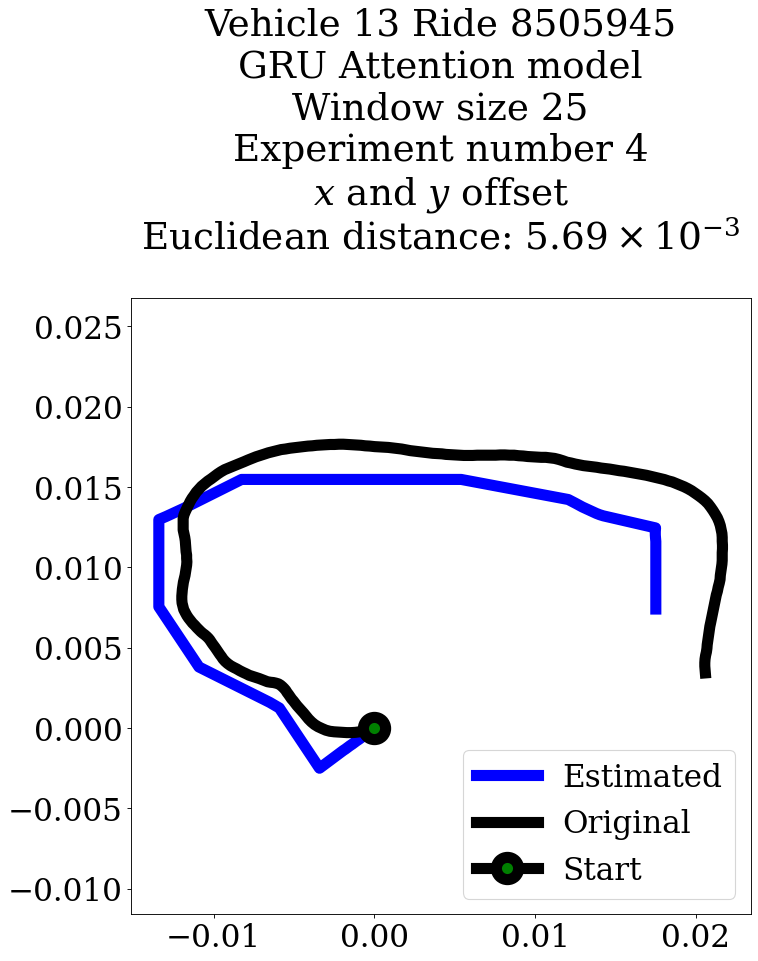 Vehicle 13 Ride 8505945
GRU Attention model
Window size 25
Experiment number 4
x and y offset
Euclidean distance: 5.69 × 10⁻³
0.025
0.020
0.015
0.010
0.005
0.000
−0.005
−0.010
Estimated
Original
Start
−0.01 0.00 0.01 0.02